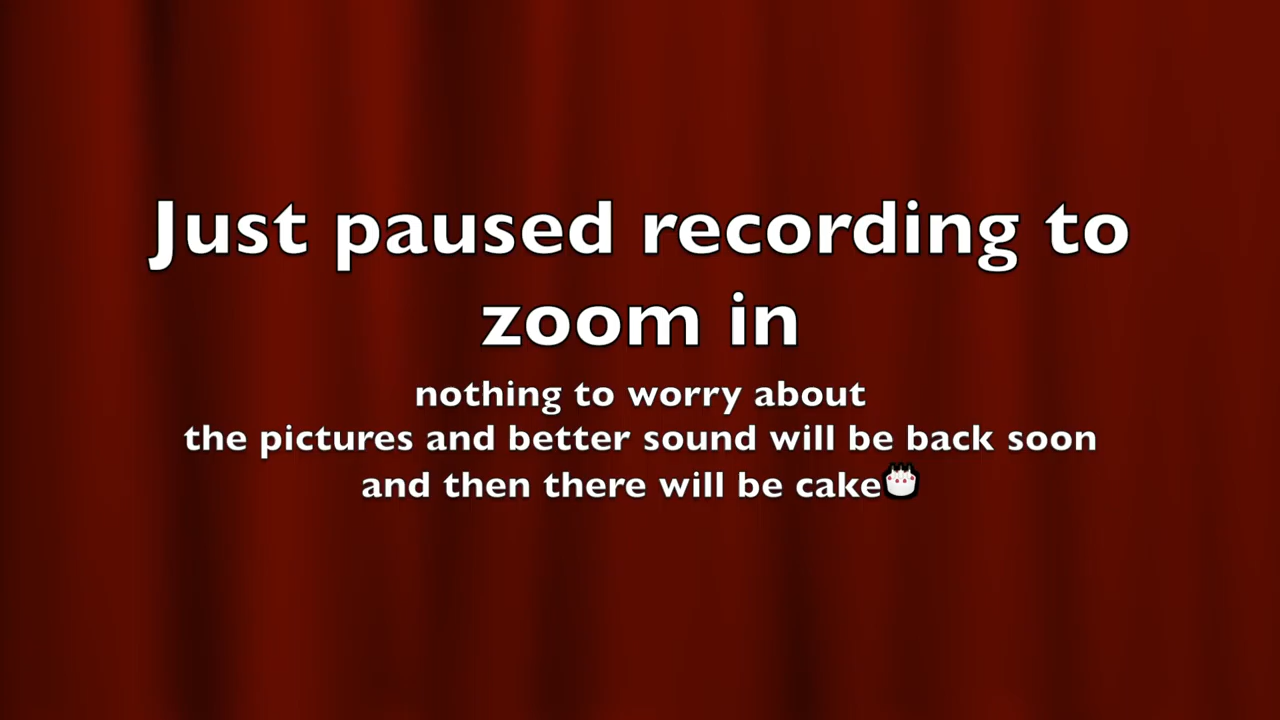 Just paused recording to
zoom in
nothing to worry about
the pictures and better sound will be back soon
and then there will be cake🎂